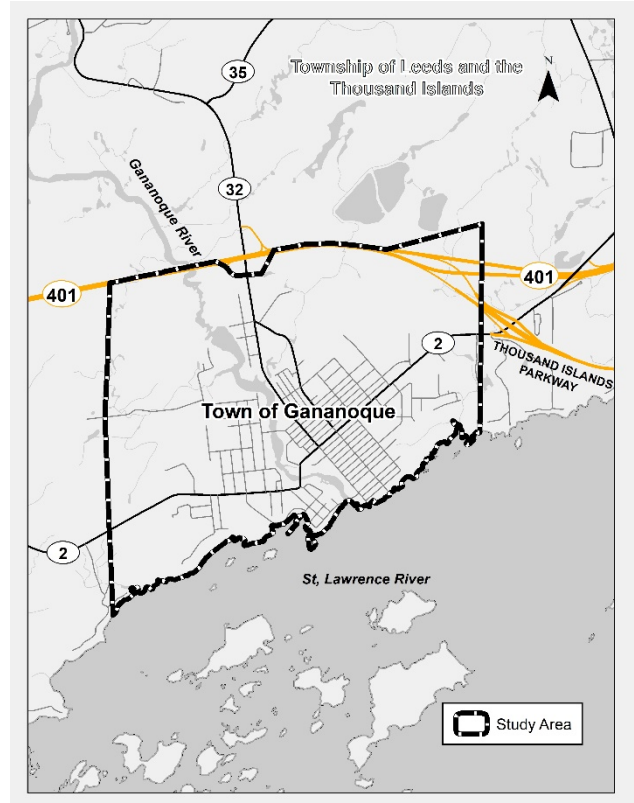 35
Township of Leeds and the
Thousand Islands
N
Gananoque River
32
401
401
2
THOUSAND ISLANDS
PARKWAY
Town of Gananoque
2
St, Lawrence River
Study Area